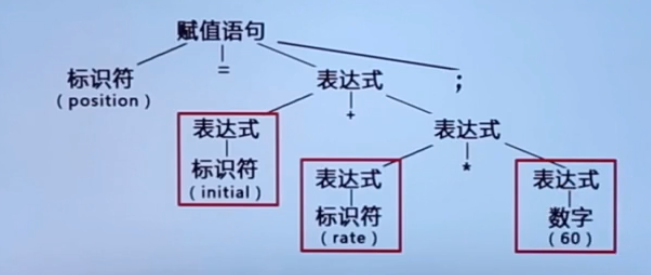 赋值语句
标识符
(position)
=
表达式
;
表达式
标识符
(initial)
+
表达式
表达式
标识符
(rate)
*
表达式
数字
(60)